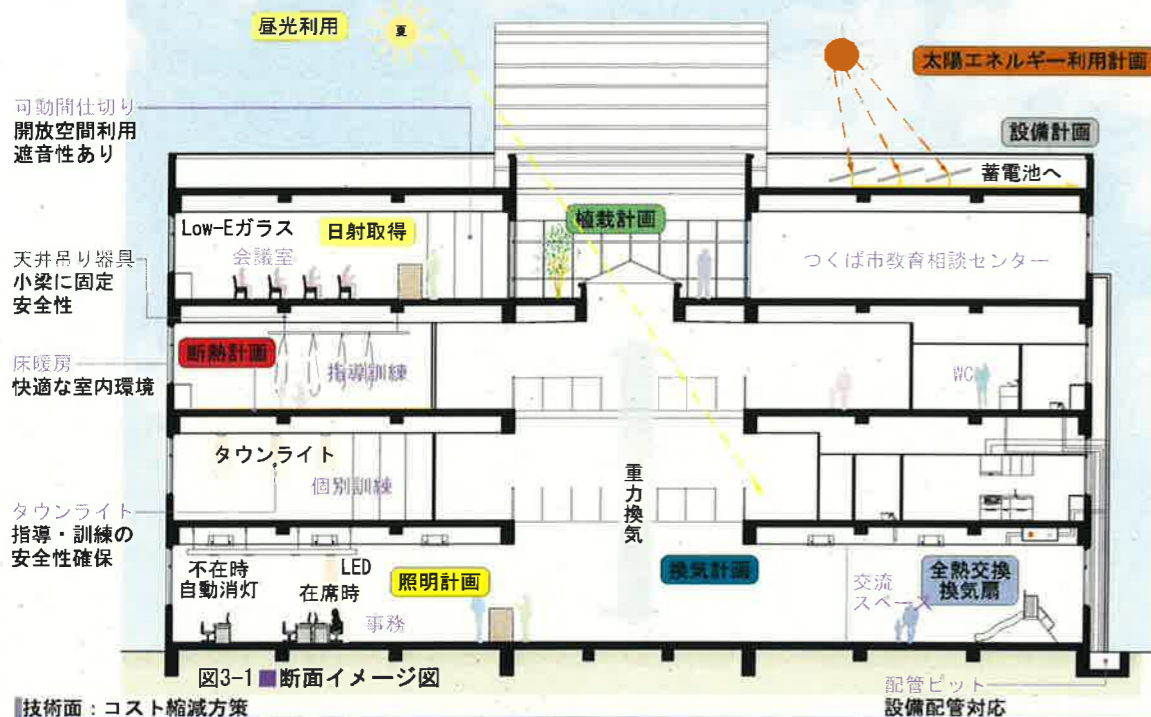 昼光利用
夏
太陽エネルギー利用計画
可動間仕切り
開放空間利用
遮音性あり
設備計画
蓄電池へ
Low-Eガラス
日射取得
植栽計画
会議室
つくば市教育相談センター
天井吊り器具
小梁に固定
安全性
断熱計画
指導訓練
WC
床暖房
快適な室内環境
タウンライト
個別訓練
重力換気
タウンライト
指導・訓練の
安全性確保
不在時
自動消灯
LED
在席時
照明計画
換気計画
全熱交換
換気扇
交流
スペース
事務
図3-1■断面イメージ図
配管ピット
設備配管対応
技術面：コスト縮減方策